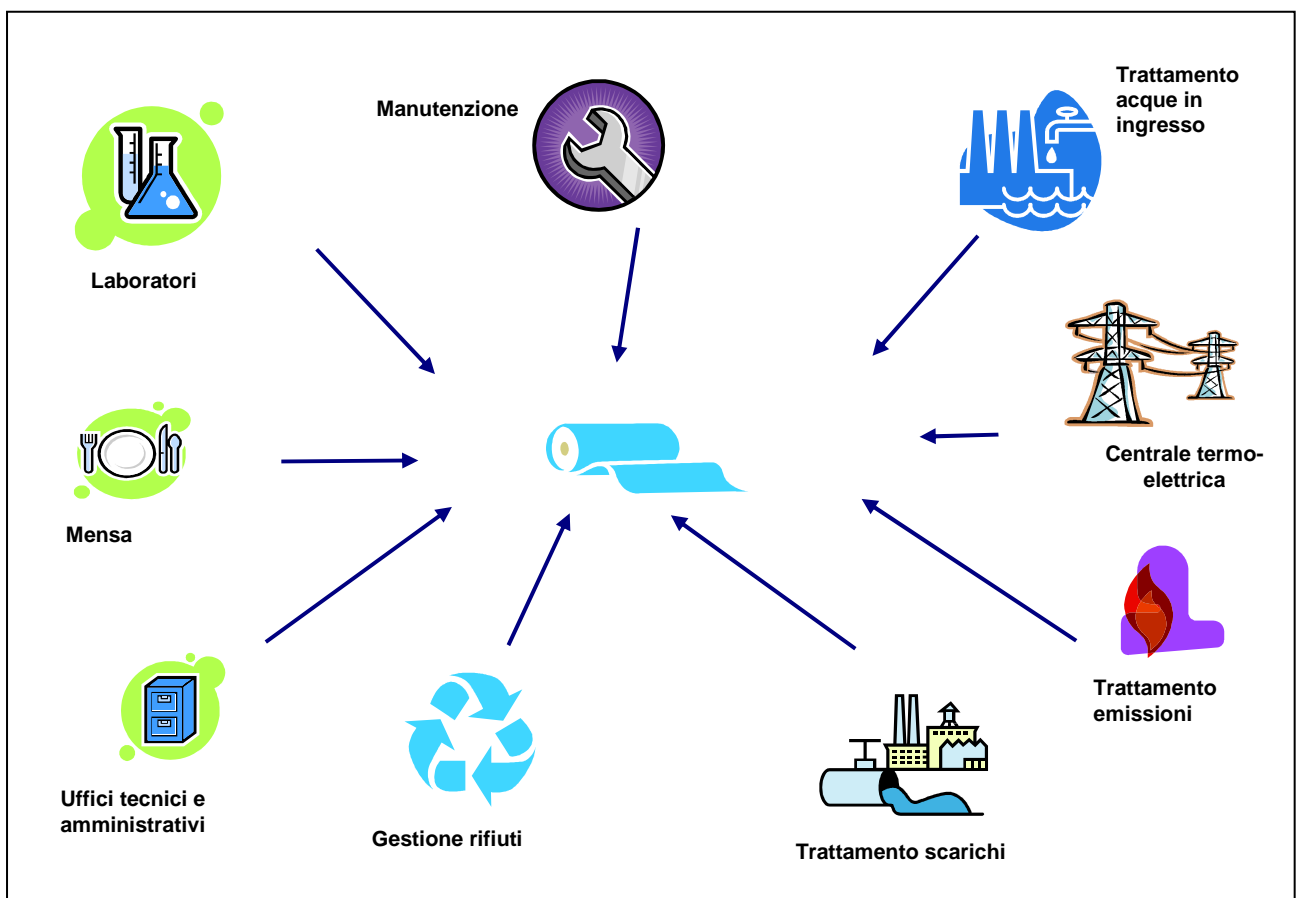 Manutenzione
Trattamento
acque in
ingresso
Laboratori
Centrale termo-
elettrica
Mensa
Trattamento
emissioni
Uffici tecnici e
amministrativi
Gestione rifiuti
Trattamento scarichi